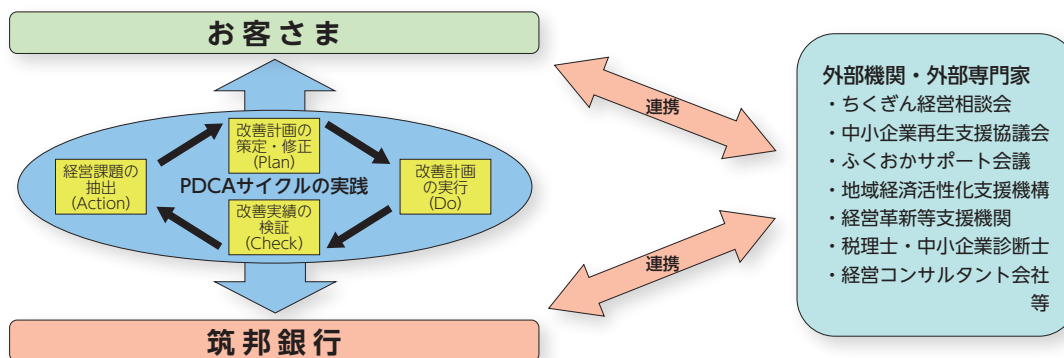 お客さま
改善計画の
策定・修正
(Plan)
経営課題の
抽出
(Action)
PDCAサイクルの実践
改善計画
の実行
(Do)
改善実績の
検証
(Check)
筑邦銀行
連携
連携
外部機関・外部専門家
・ちくぎん経営相談会
・中小企業再生支援協議会
・ふくおかサポート会議
・地域経済活性化支援機構
・経営革新等支援機関
・税理士・中小企業診断士
・経営コンサルタント会社
等